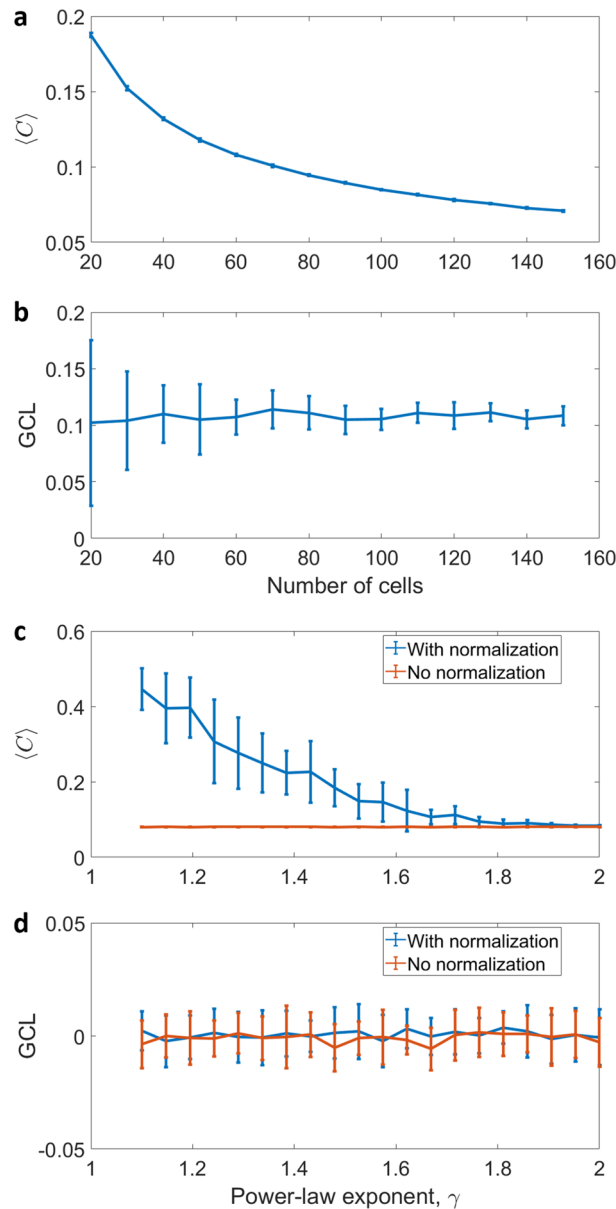 a
0.2
0.15
0.1
0.05
⟨C⟩
20 40 60 80 100 120 140 160
b
0.2
0.15
0.1
0.05
0
GCL
20 40 60 80 100 120 140 160
Number of cells
c
0.6
0.4
0.2
0
⟨C⟩
With normalization
No normalization
1 1.2 1.4 1.6 1.8 2
d
0.05
0
-0.05
GCL
With normalization
No normalization
1 1.2 1.4 1.6 1.8 2
Power-law exponent, γ